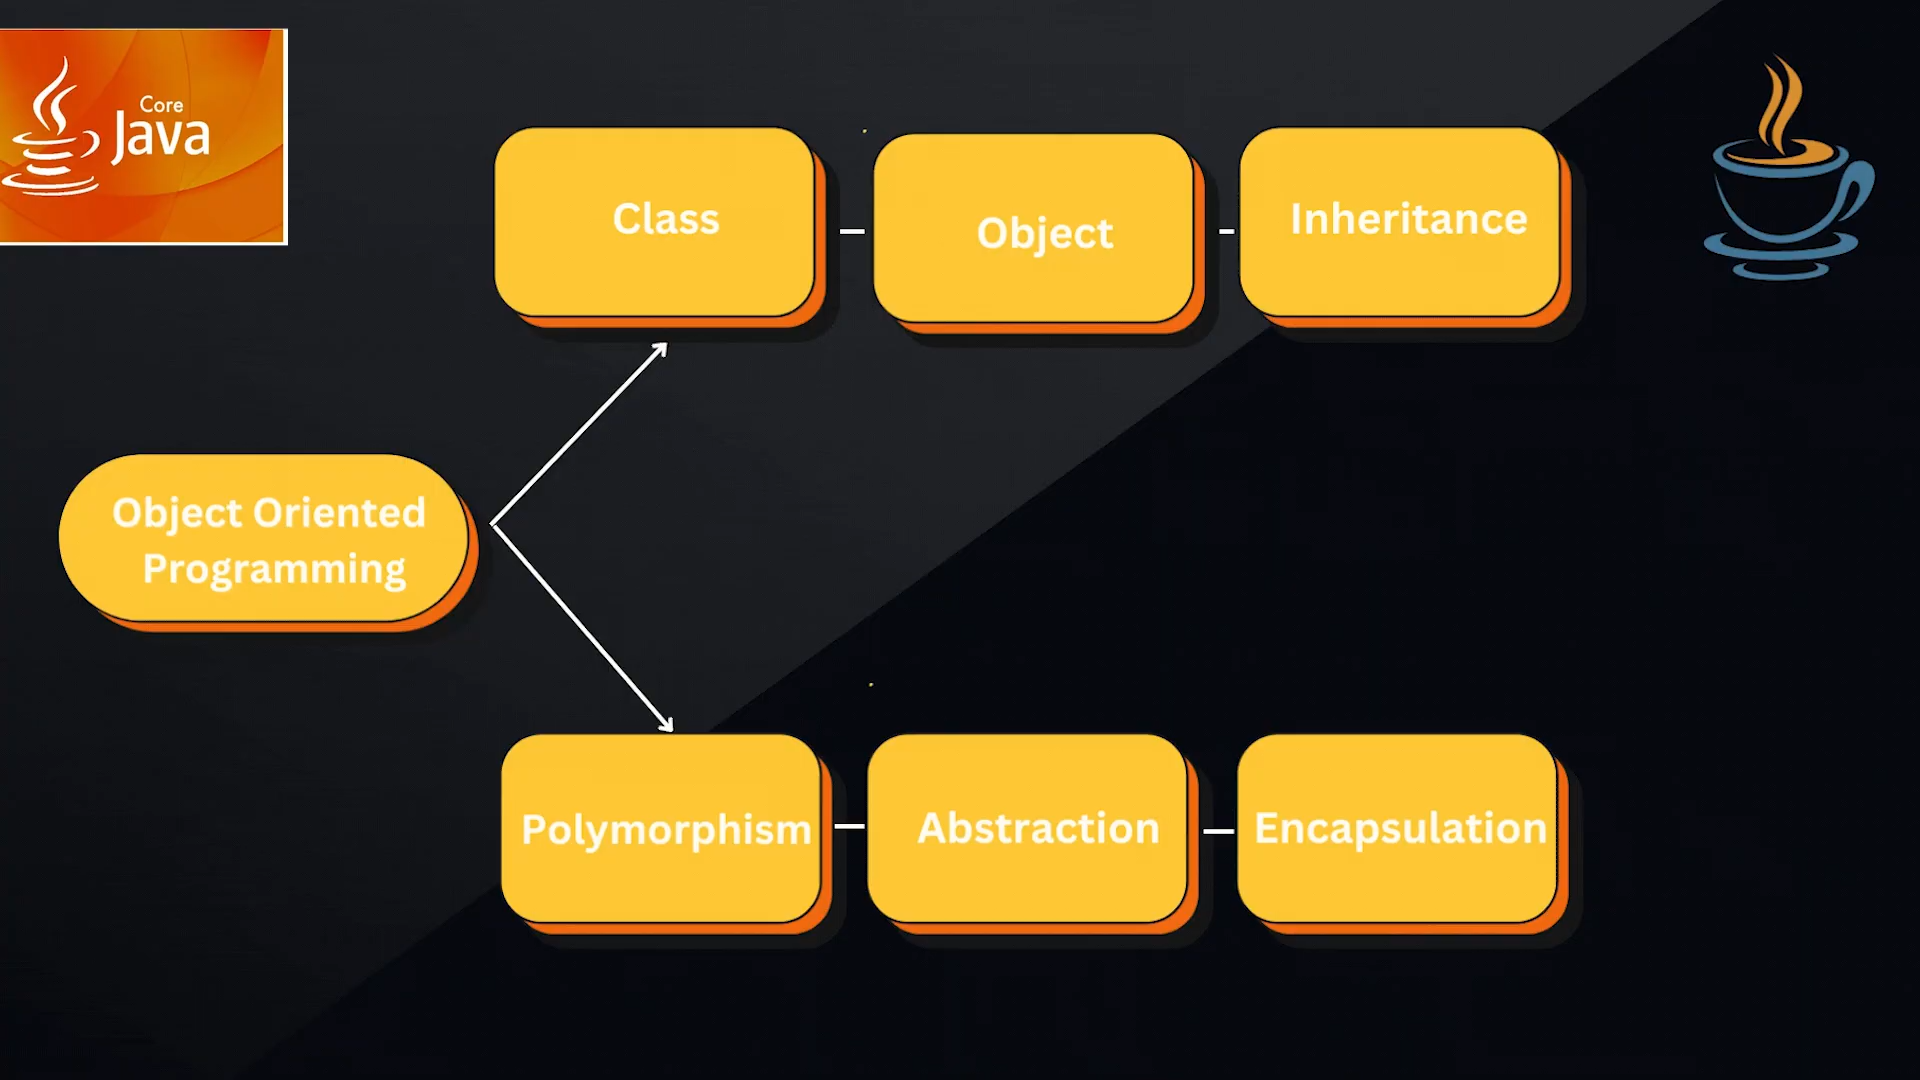 Core
Java
Class
Object
Inheritance
Object Oriented
Programming
Polymorphism
Abstraction
Encapsulation